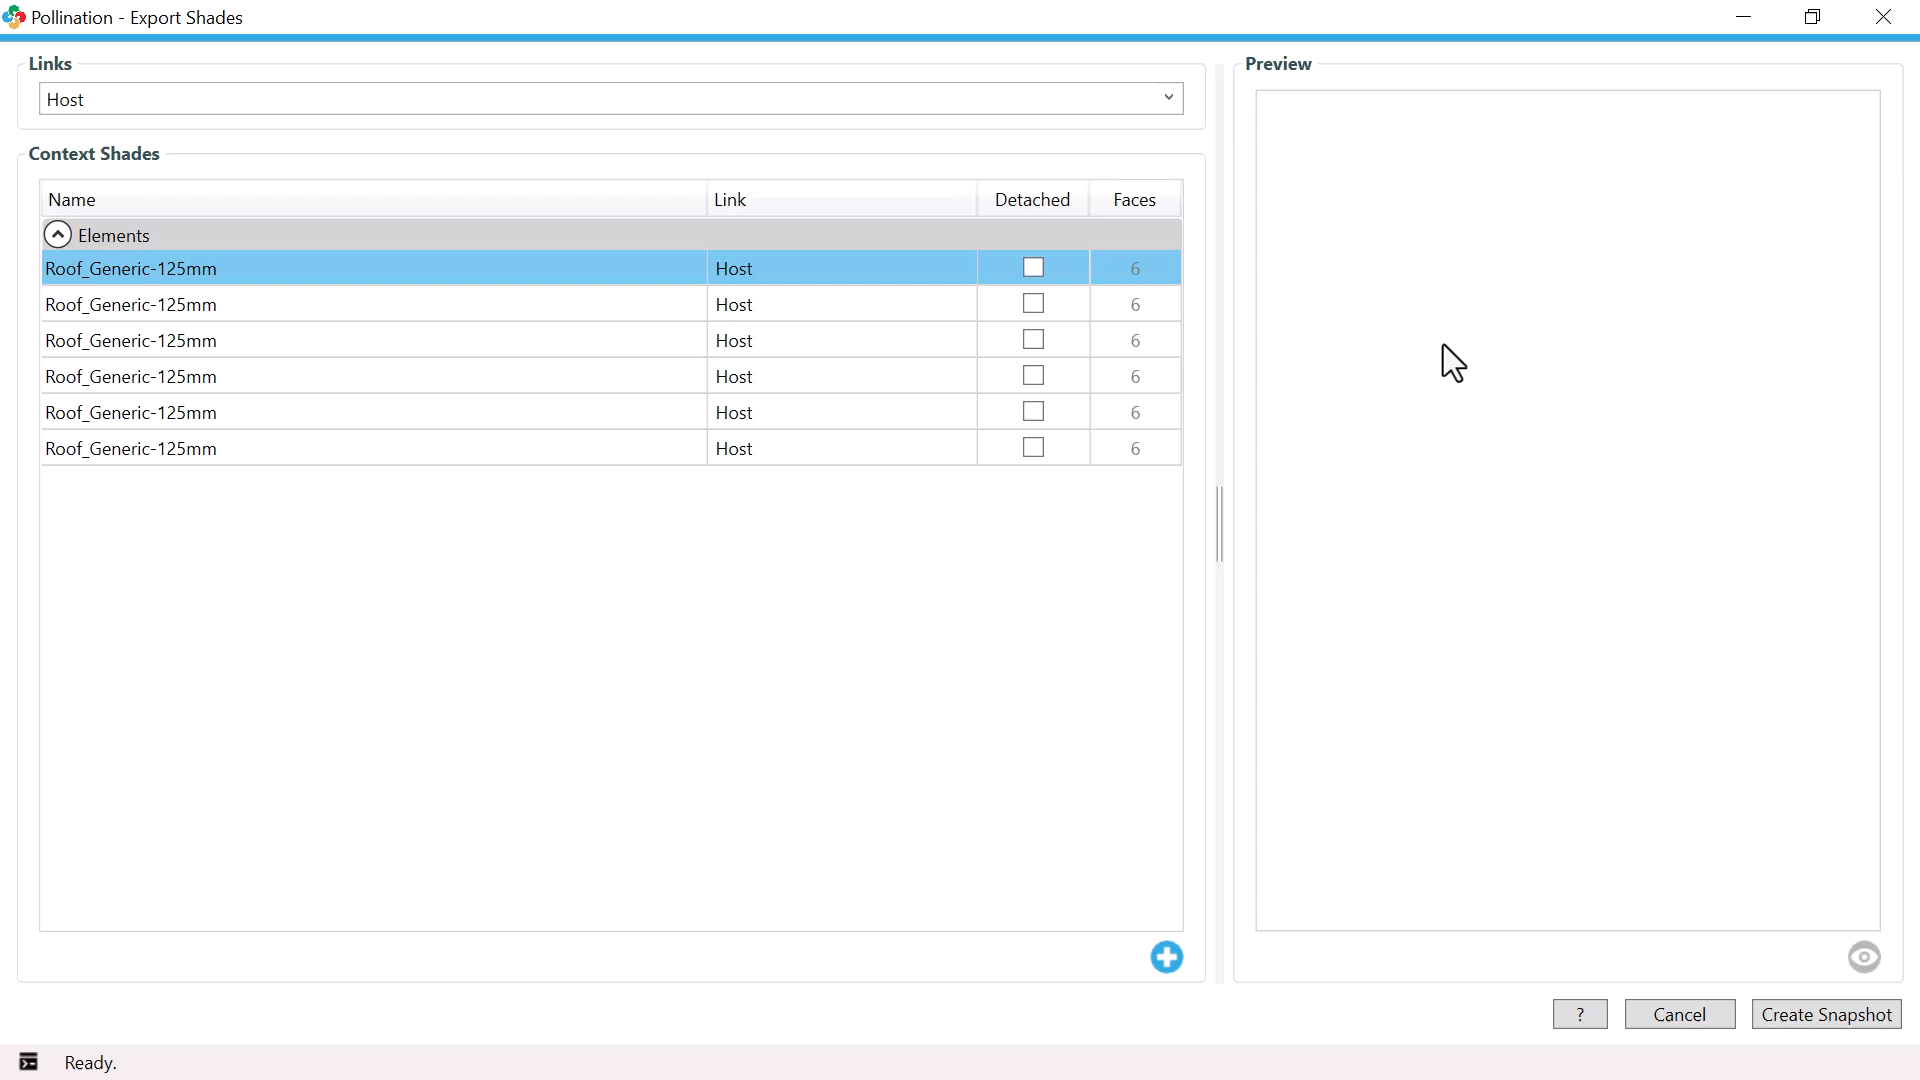 Pollination - Export Shades
Links
Host
Context Shades
Name Link Detached Faces
Elements
Roof_Generic-125mm Host 6
Roof_Generic-125mm Host 6
Roof_Generic-125mm Host 6
Roof_Generic-125mm Host 6
Roof_Generic-125mm Host 6
Roof_Generic-125mm Host 6
Preview
? Cancel Create Snapshot
Ready.